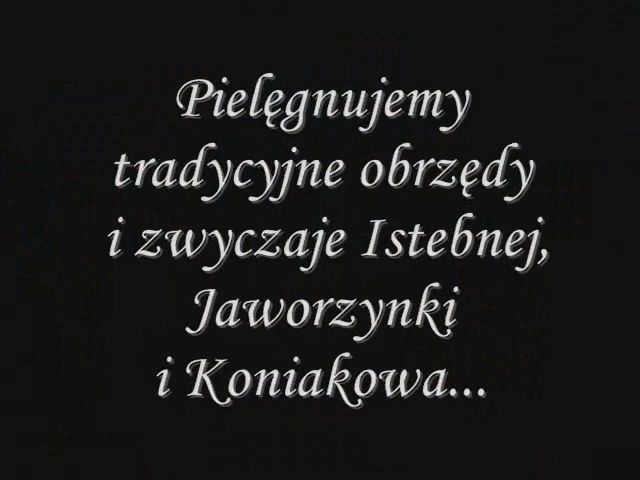 Pielęgnujemy
tradycyjne obrzędy
i zwyczaje Istebnej,
Jaworzynki
i Koniakowa...